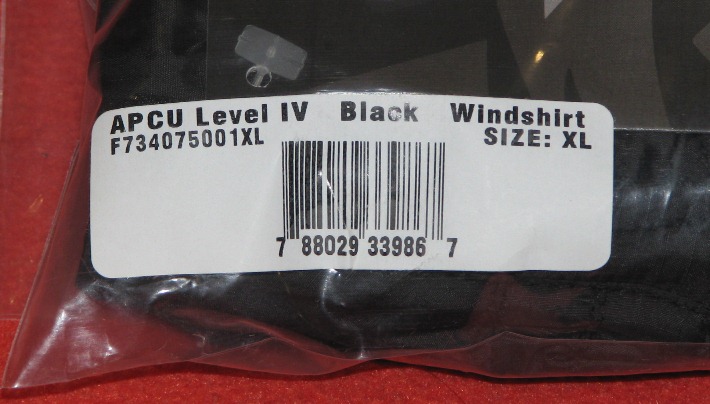 APCU Level IV Black Windshirt
F734075001XL SIZE: XL
7 88029 33986 7